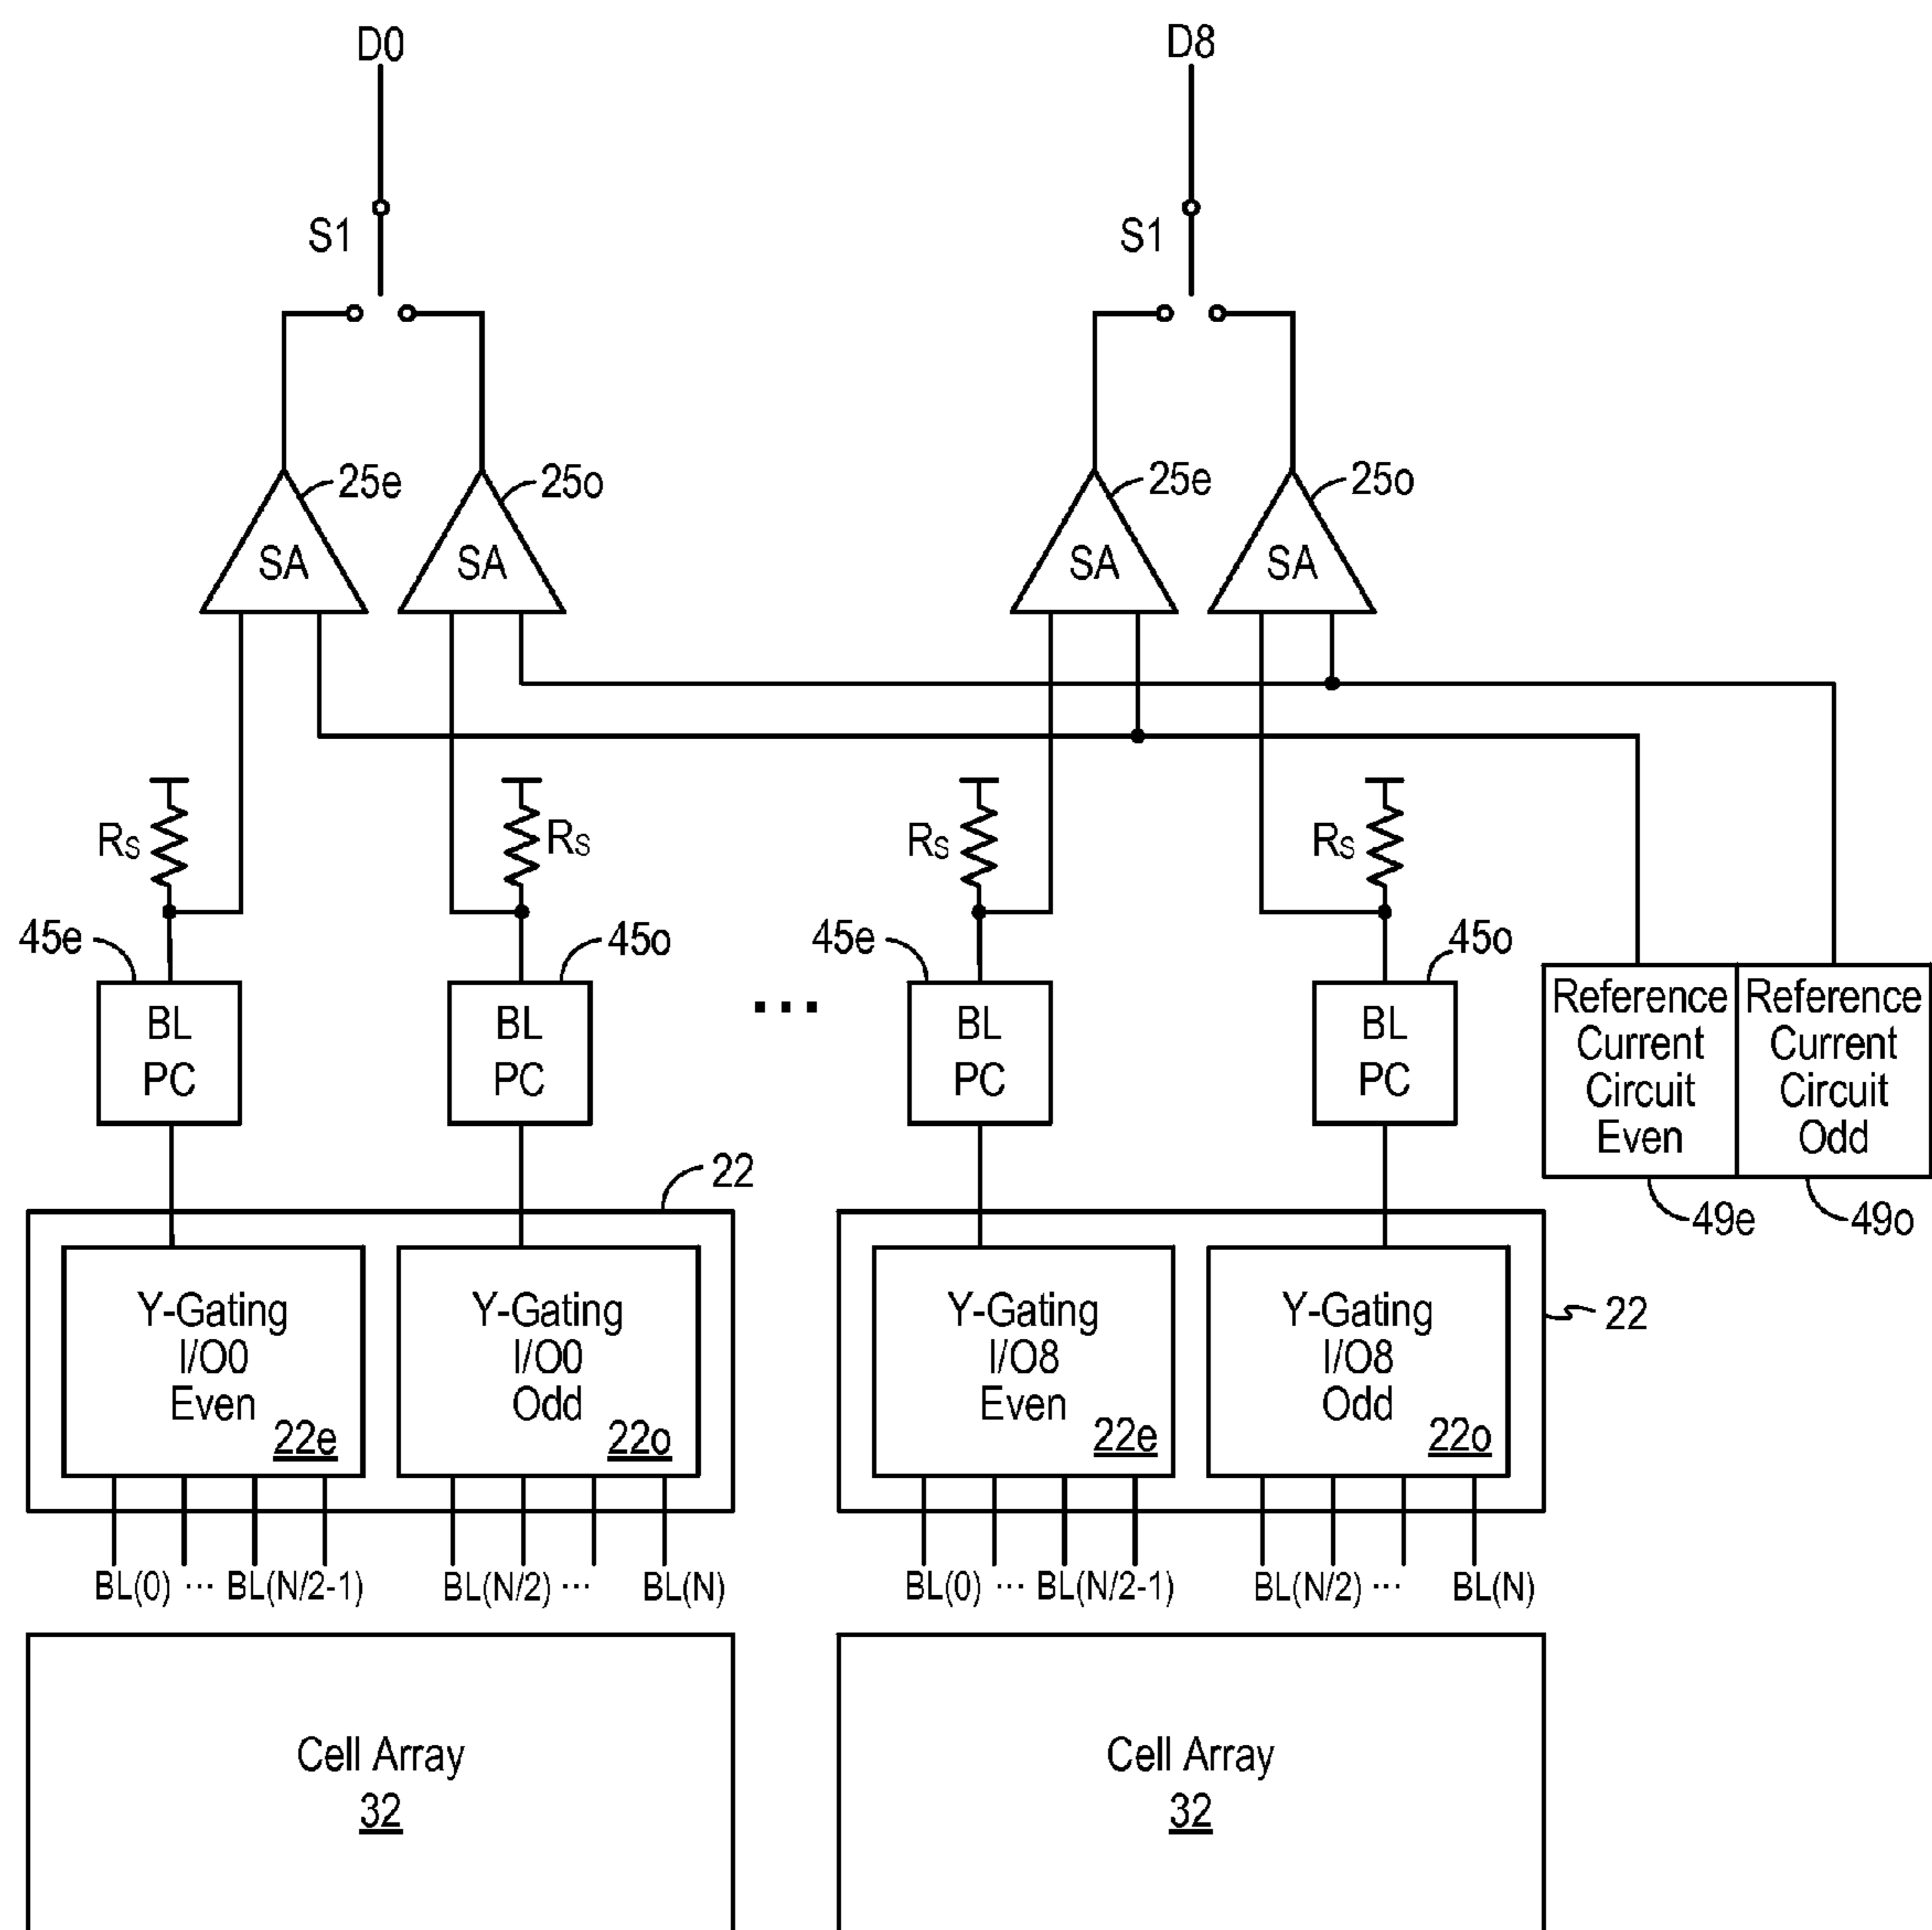 D0 D8
S1 S1
25e 25o 25e 25o
SA SA SA SA
RS RS RS RS
45e 45o 45e 45o
BL
PC
BL
PC
...
BL
PC
BL
PC
Reference
Current
Circuit
Even
Reference
Current
Circuit
Odd
22
49e 49o
Y-Gating
I/O0
Even
22e
Y-Gating
I/O0
Odd
22o
Y-Gating
I/O8
Even
22e
Y-Gating
I/O8
Odd
22o
22
BL(0) ... BL(N/2-1) BL(N/2) ... BL(N) BL(0) ... BL(N/2-1) BL(N/2) ... BL(N)
Cell Array
32
Cell Array
32